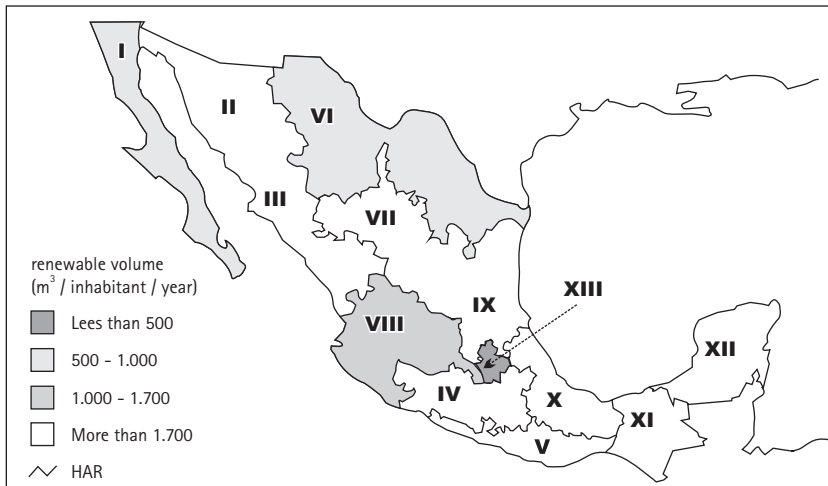 I
II
VI
III
VII
renewable volume
(m³ / inhabitant / year)
Lees than 500
500 - 1.000
1.000 - 1.700
More than 1.700
HAR
VIII
IX
XIII
XII
IV
X
XI
V